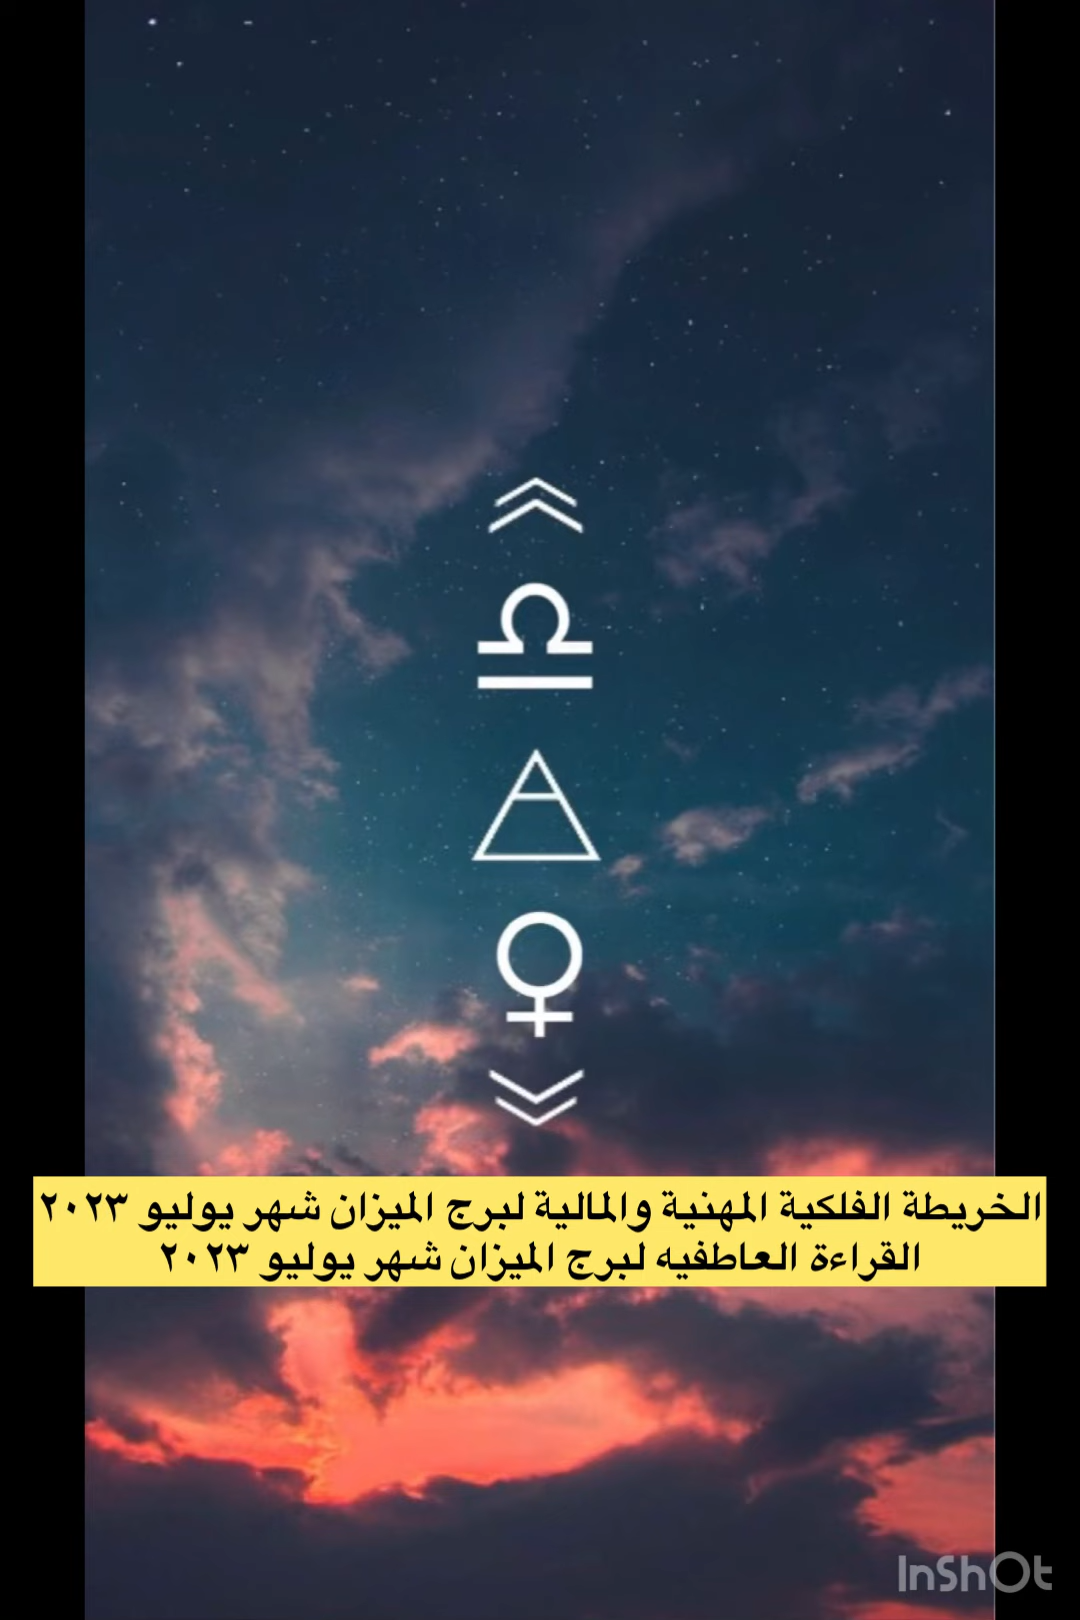 الخريطة الفلكية المهنية والمالية لبرج الميزان شهر يوليو ٢٠٢٣
القراءة العاطفيه لبرج الميزان شهر يوليو ٢٠٢٣
InShOt